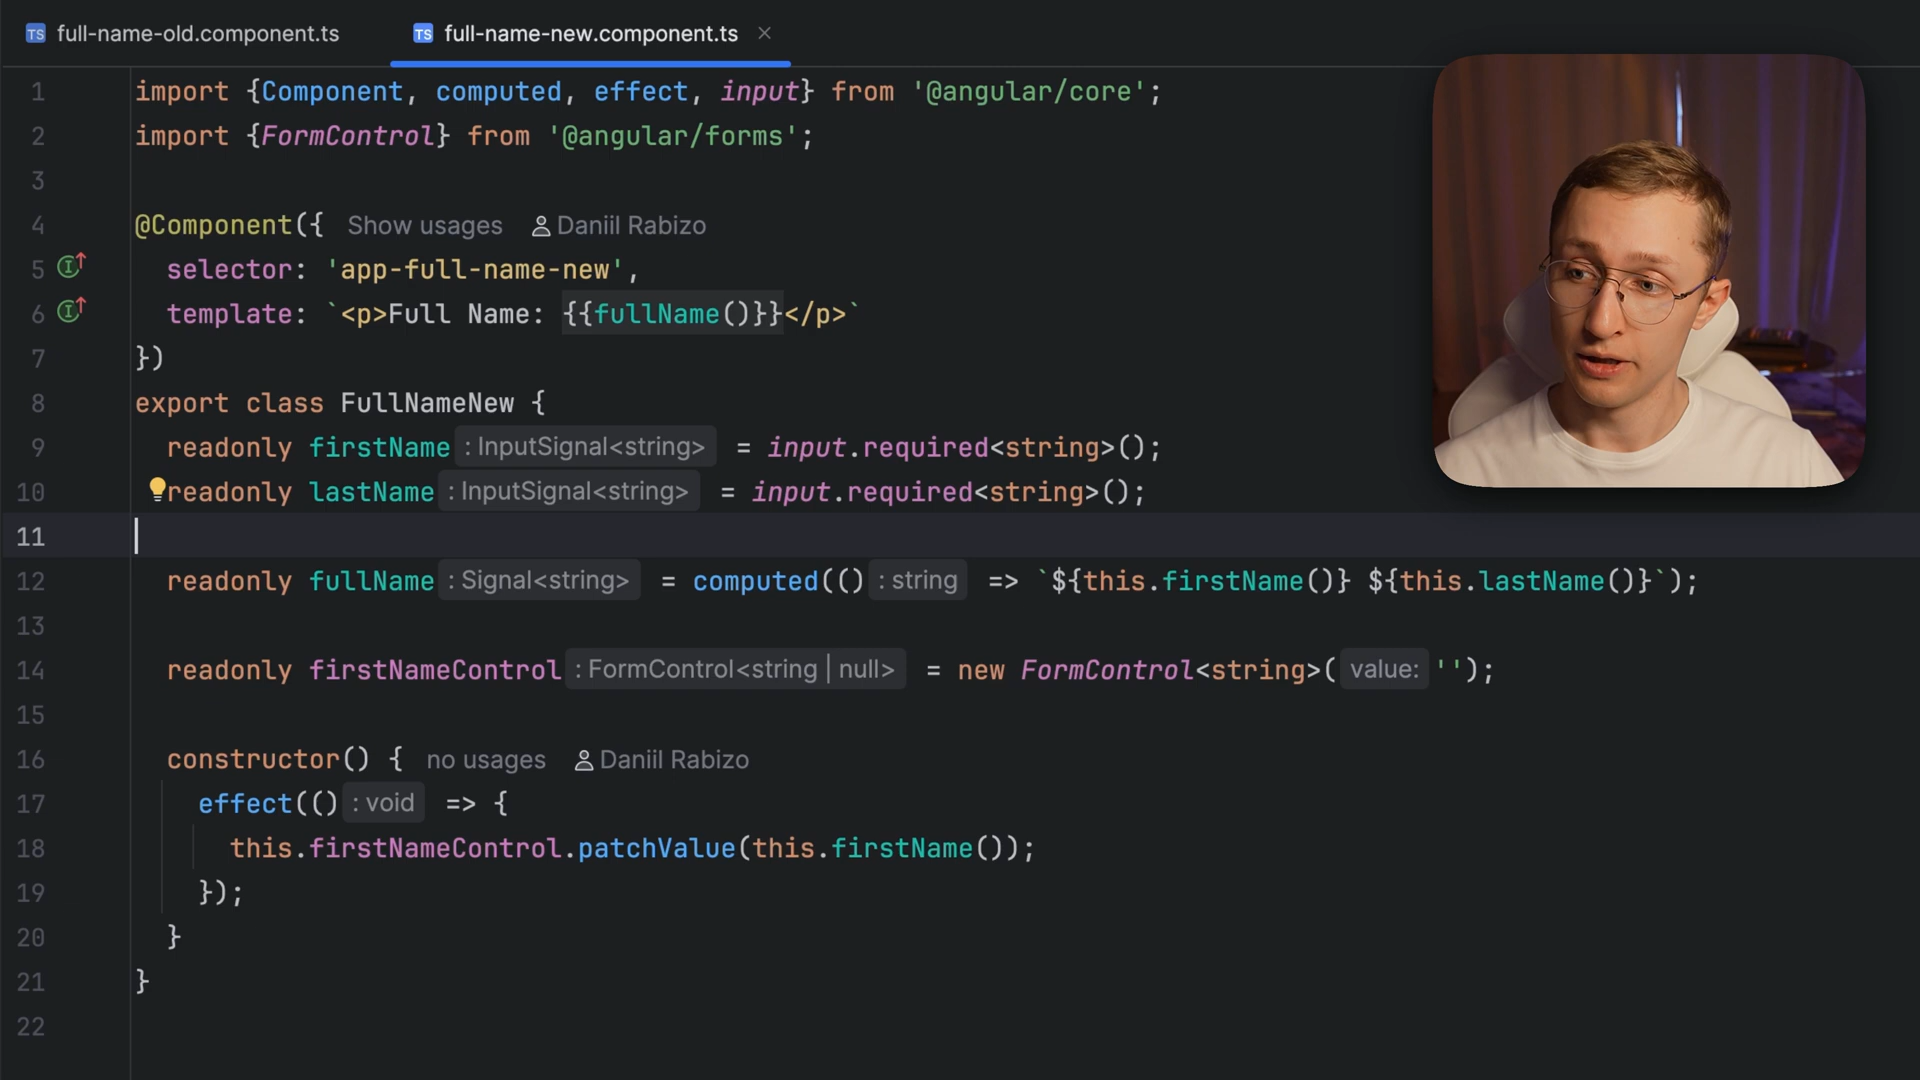 TS full-name-old.component.ts TS full-name-new.component.ts ×
1 import {Component, computed, effect, input} from '@angular/core';
2 import {FormControl} from '@angular/forms';
3
4 @Component({ Show usages Daniil Rabizo
5 selector: 'app-full-name-new',
6 template: `<p>Full Name: {{fullName()}}</p>`
7 })
8 export class FullNameNew {
9 readonly firstName : InputSignal<string> = input.required<string>();
10 readonly lastName : InputSignal<string> = input.required<string>();
11
12 readonly fullName : Signal<string> = computed(() : string => `${this.firstName()} ${this.lastName()}`);
13
14 readonly firstNameControl : FormControl<string | null> = new FormControl<string>( value: '');
15
16 constructor() { no usages Daniil Rabizo
17 effect(() : void => {
18 this.firstNameControl.patchValue(this.firstName());
19 });
20 }
21 }
22